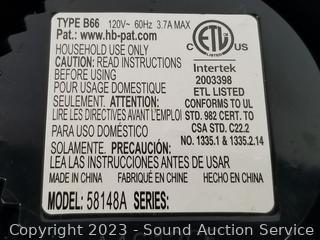 TYPE B66 120V~ 60Hz 3.7A MAX
Pat.: www.hb-pat.com
HOUSEHOLD USE ONLY
CAUTION: READ INSTRUCTIONS
BEFORE USING
POUR USAGE DOMESTIQUE
SEULEMENT. ATTENTION:
LIRE LES DIRECTIVES AVANT L'EMPLOI
PARA USO DOMÉSTICO
SOLAMENTE. PRECAUCIÓN:
LEA LAS INSTRUCCIONES ANTES DE USAR
MADE IN CHINA FABRIQUÉ EN CHINE HECHO EN CHINA
MODEL: 58148A SERIES:
C ETL US
LISTED
Intertek
2003398
ETL LISTED
CONFORMS TO UL
STD. 982 CERT. TO
CSA STD. C22.2
NO. 1335.1 & 1335.2.14
Copyright 2023 - Sound Auction Service